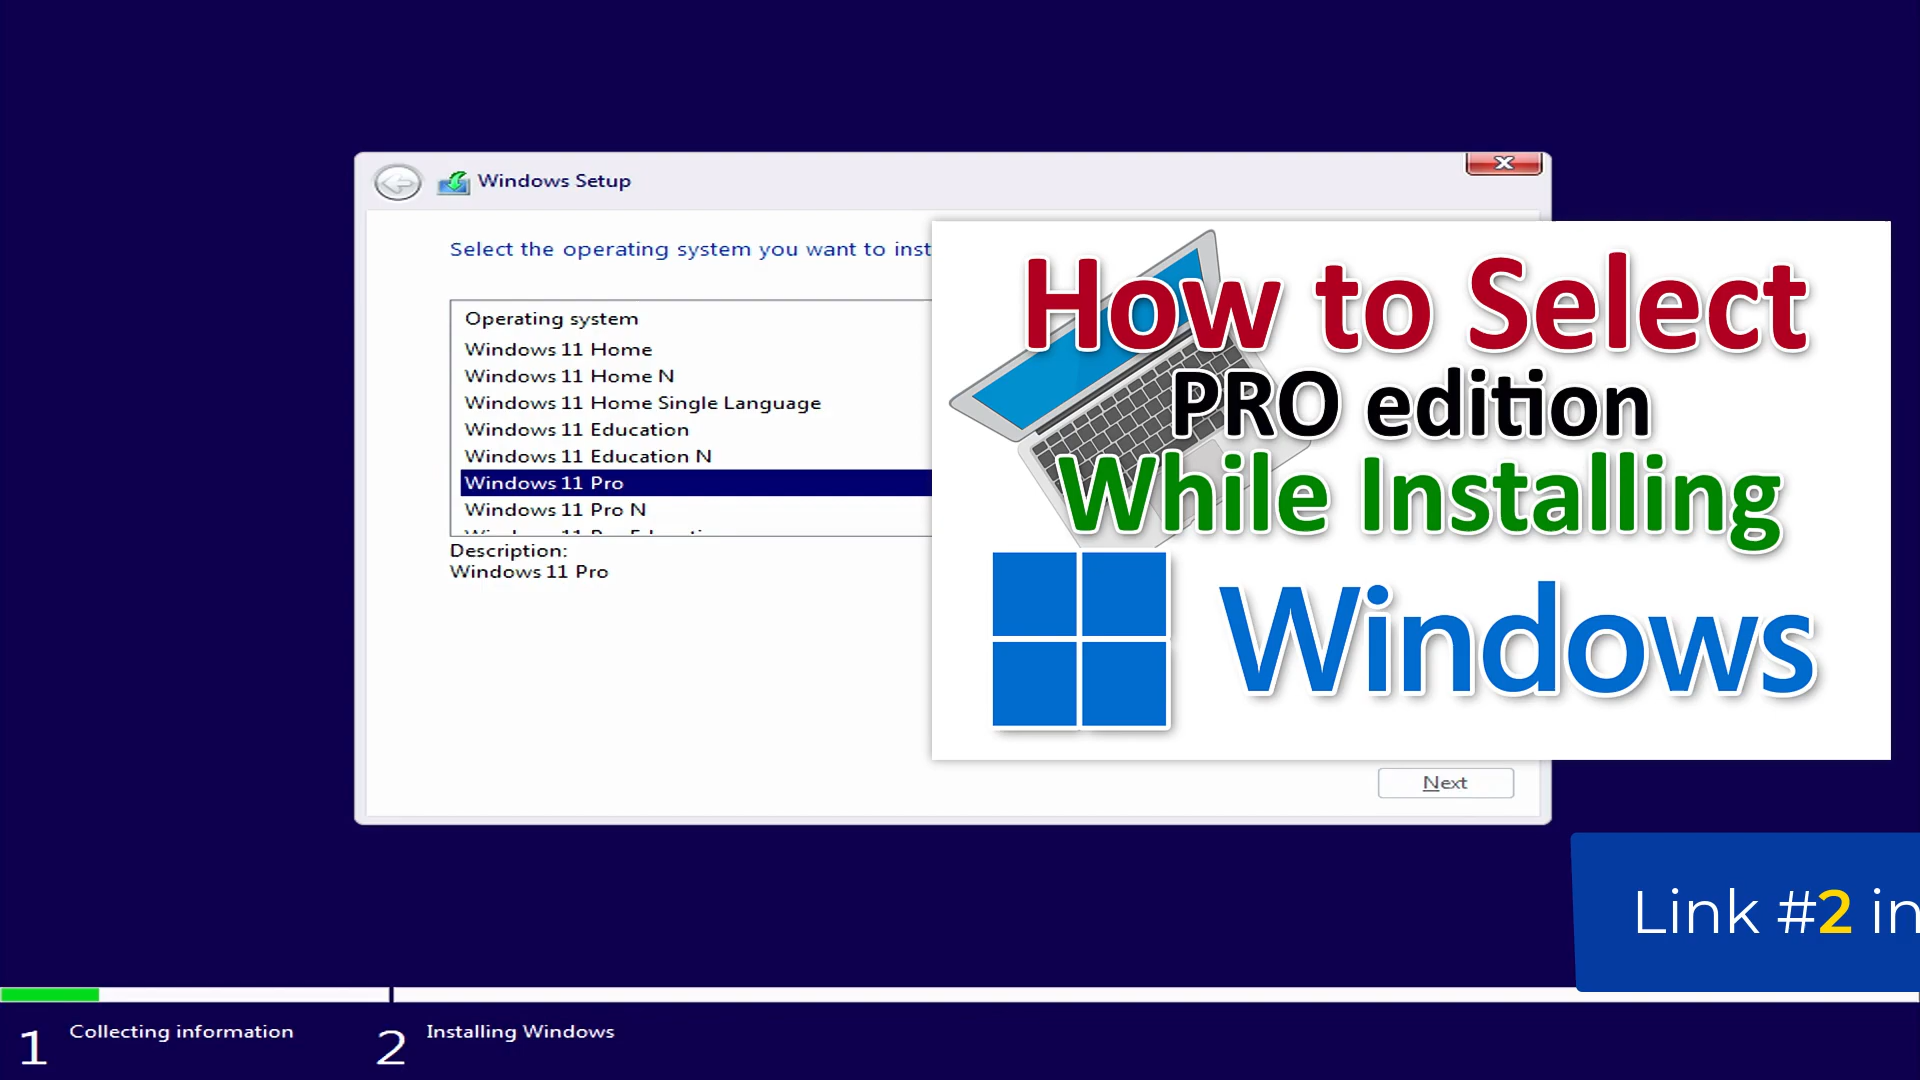 Windows Setup
Select the operating system you want to inst
Operating system
Windows 11 Home
Windows 11 Home N
Windows 11 Home Single Language
Windows 11 Education
Windows 11 Education N
Windows 11 Pro
Windows 11 Pro N
Description:
Windows 11 Pro
How to Select
PRO edition
While Installing
Windows
Next
Link #2 in
1 Collecting information
2 Installing Windows